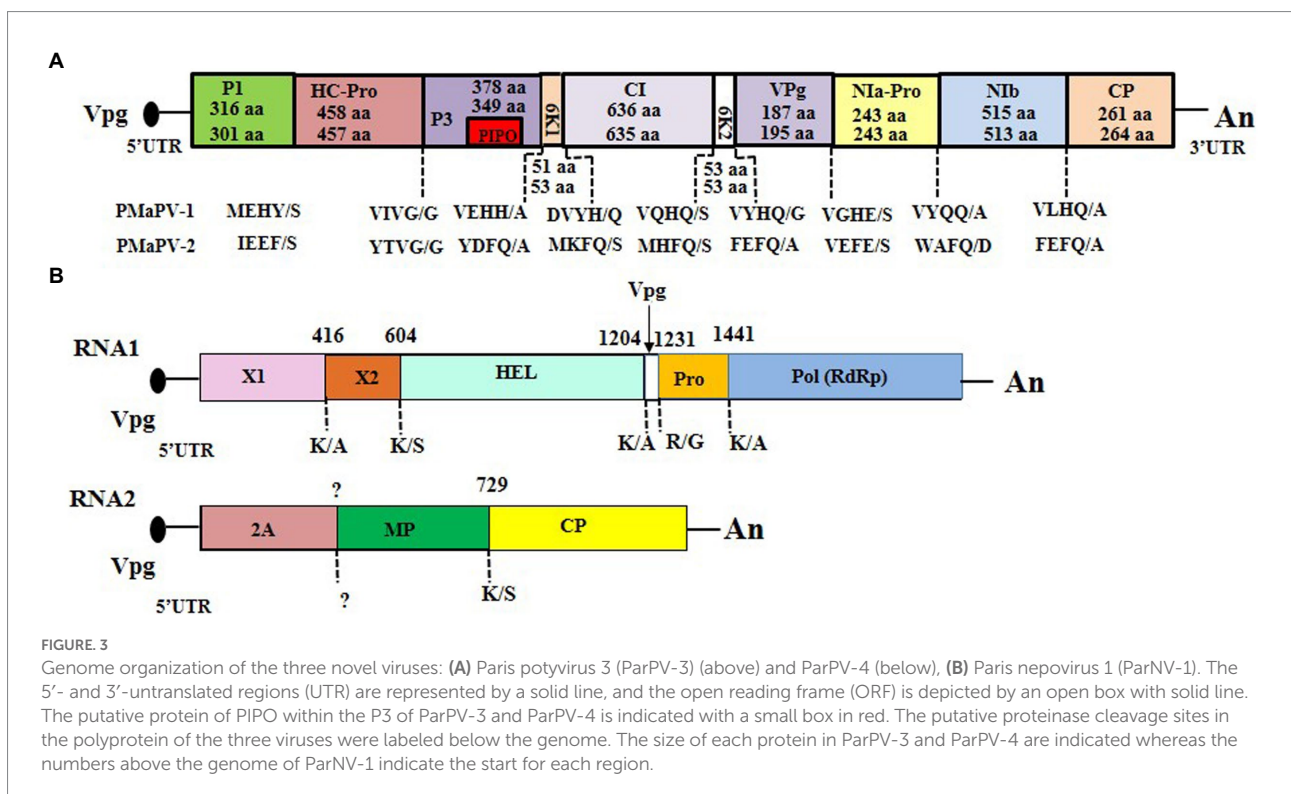 A
P1 HC-Pro 378 aa CI VPg NIa-Pro NIb CP
316 aa 458 aa P3 349 aa 6K1 636 aa 6K2 187 aa 243 aa 515 aa 261 aa
301 aa 457 aa PIPO 635 aa 195 aa 243 aa 513 aa 264 aa
Vpg An
5'UTR 3'UTR
51 aa 53 aa
53 aa 53 aa
PMaPV-1 MEHY/S VIVG/G VEHH/A DVYH/Q VQHQ/S VYHQ/G VGHE/S VYQQ/A VLHQ/A
PMaPV-2 IEEF/S YTVG/G YDFQ/A MKFQ/S MHFQ/S FEFQ/A VEFE/S WAFQ/D FEFQ/A
B
Vpg
416 604 1204 1231 1441
RNA1
X1 X2 HEL Pro Pol (RdRp) An
Vpg
5'UTR K/A K/S K/A R/G K/A
RNA2 ? 729
2A MP CP An
Vpg
5'UTR ? K/S
FIGURE. 3
Genome organization of the three novel viruses: (A) Paris potyvirus 3 (ParPV-3) (above) and ParPV-4 (below), (B) Paris nepovirus 1 (ParNV-1). The
5′- and 3′-untranslated regions (UTR) are represented by a solid line, and the open reading frame (ORF) is depicted by an open box with solid line.
The putative protein of PIPO within the P3 of ParPV-3 and ParPV-4 is indicated with a small box in red. The putative proteinase cleavage sites in
the polyprotein of the three viruses were labeled below the genome. The size of each protein in ParPV-3 and ParPV-4 are indicated whereas the
numbers above the genome of ParNV-1 indicate the start for each region.